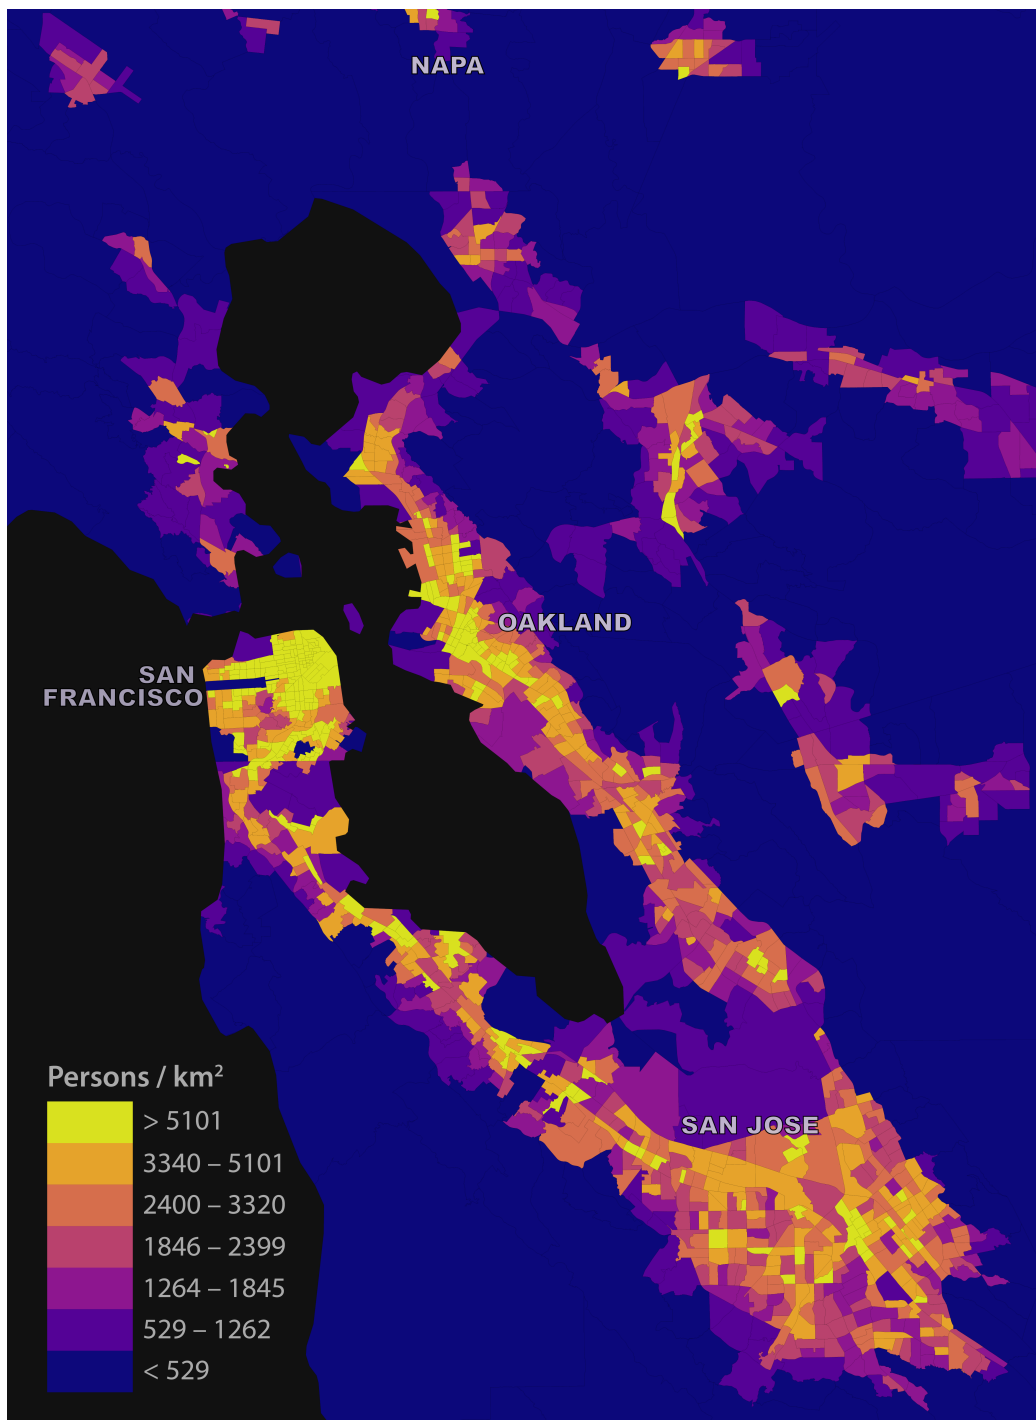 NAPA
OAKLAND
SAN
FRANCISCO
SAN JOSE
Persons / km²
> 5101
3340 – 5101
2400 – 3320
1846 – 2399
1264 – 1845
529 – 1262
< 529